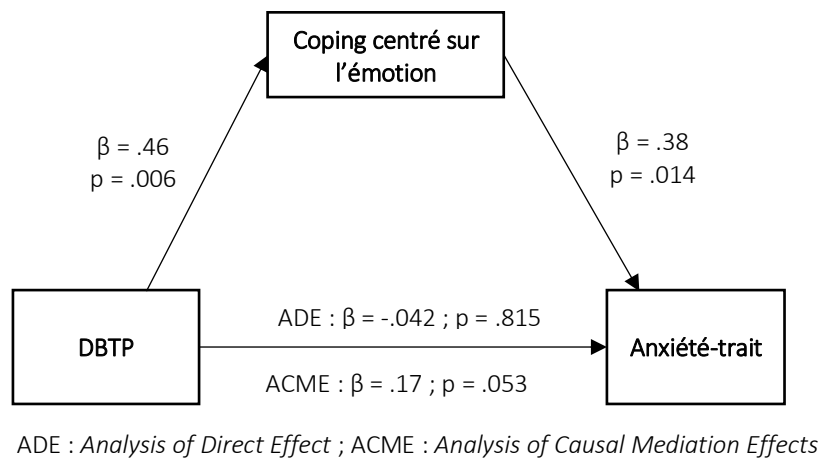 Coping centré sur
l’émotion
β = .46
p = .006
β = .38
p = .014
ADE : β = -.042 ; p = .815
DBTP
Anxiété-trait
ACME : β = .17 ; p = .053
ADE : Analysis of Direct Effect ; ACME : Analysis of Causal Mediation Effects